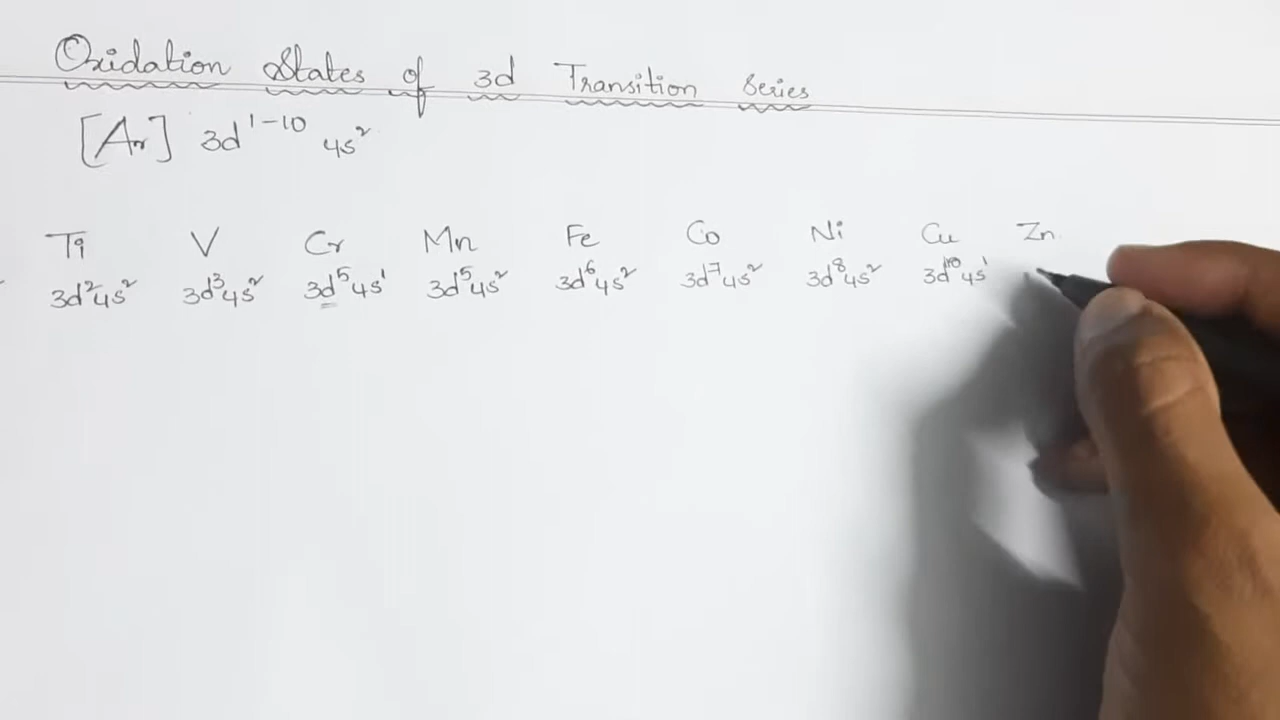 Oxidation States of 3d Transition Series
[Ar] 3d¹⁻¹⁰ 4s²
Ti V Cr Mn Fe Co Ni Cu Zn
3d²4s² 3d³4s² 3d⁵4s¹ 3d⁵4s² 3d⁶4s² 3d⁷4s² 3d⁸4s² 3d¹⁰4s¹